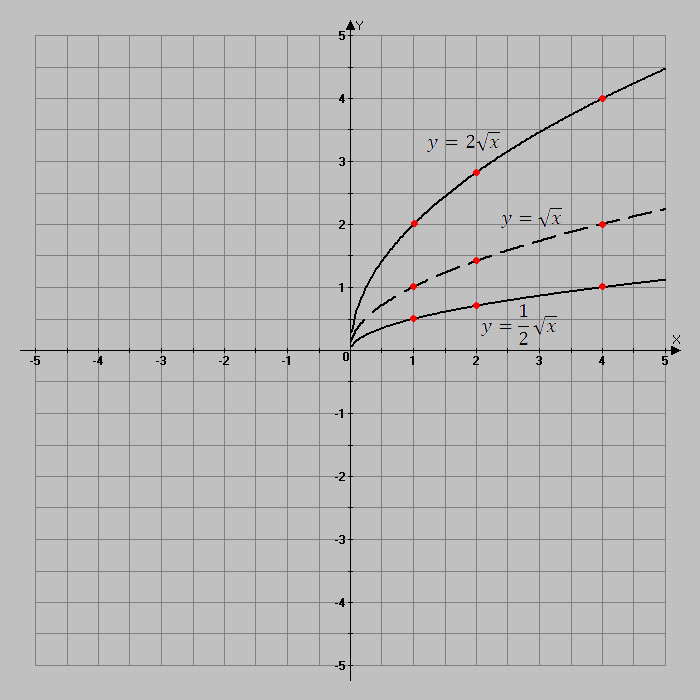 Y
5
4
y = 2√x
3
y = √x
2
1
y = 1/2 √x
X
-5 -4 -3 -2 -1 0 1 2 3 4 5
-1
-2
-3
-4
-5